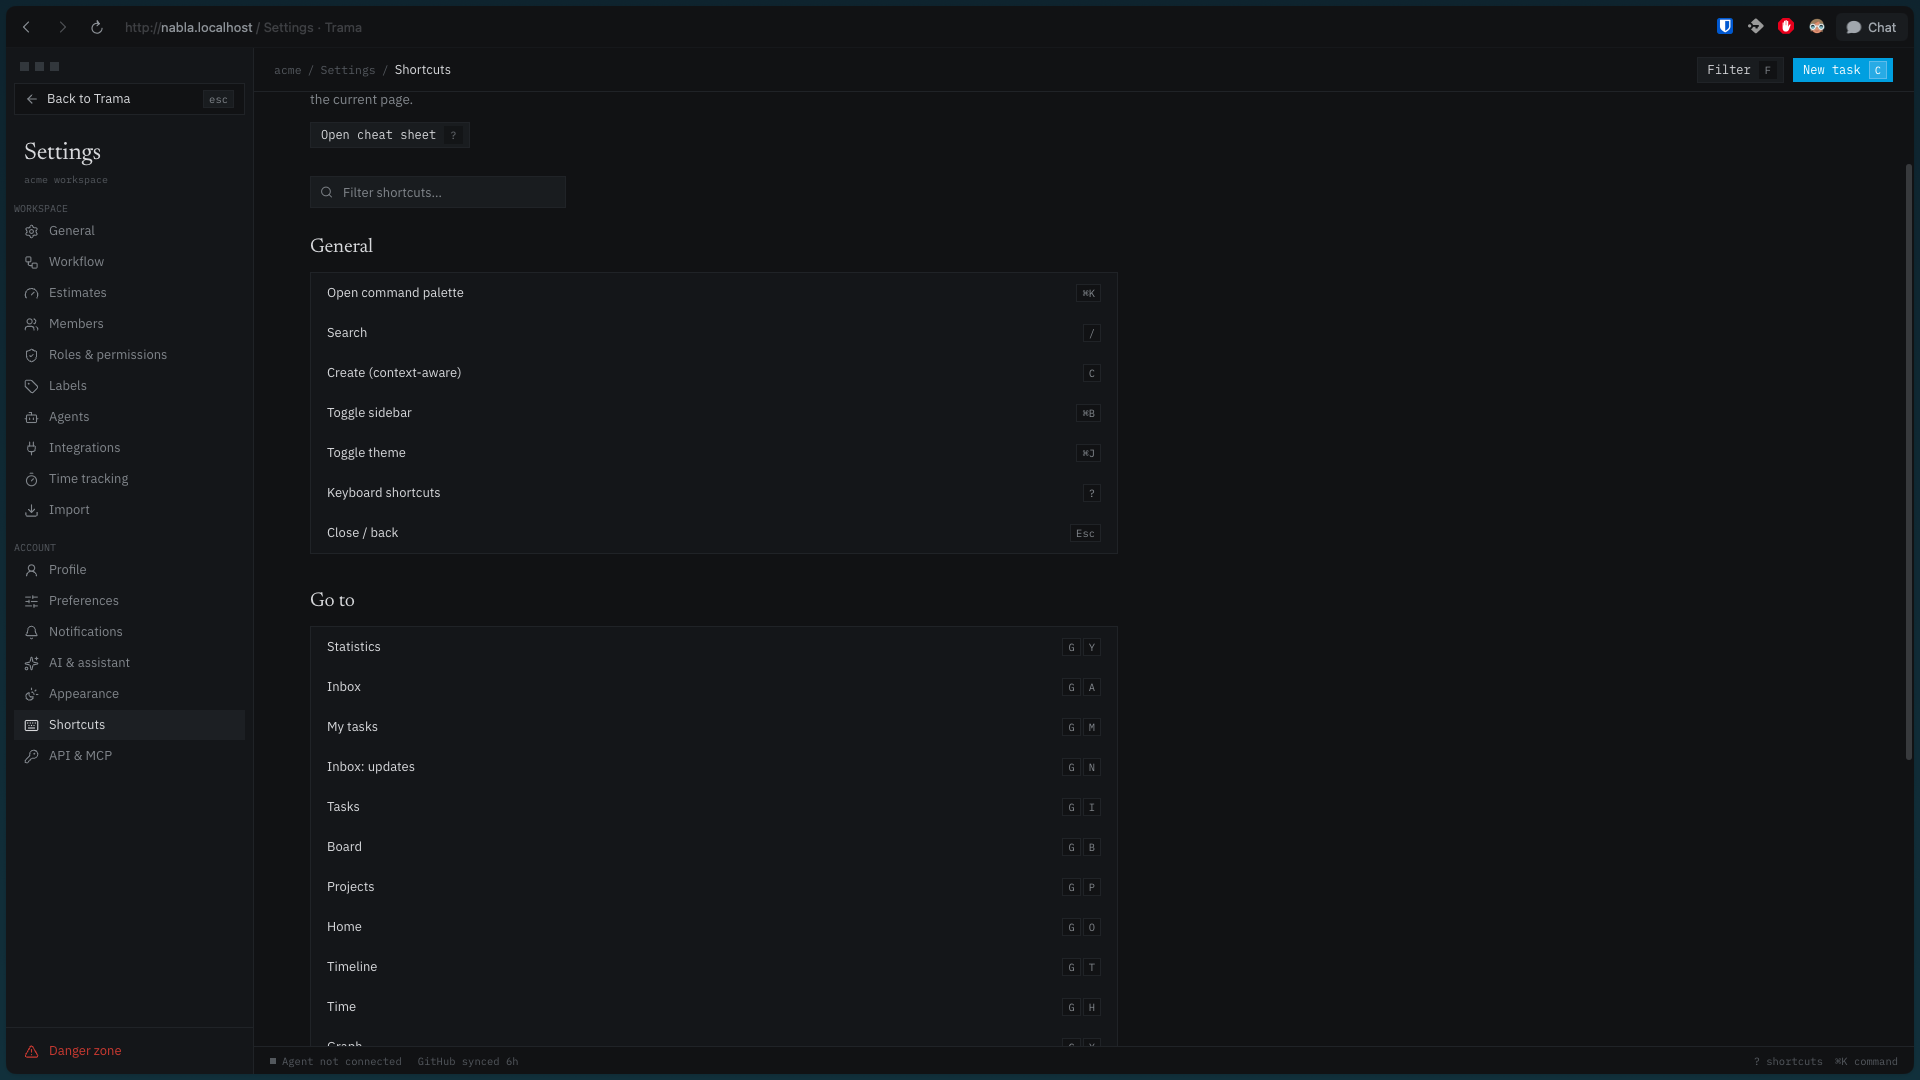 http://nabla.localhost / Settings · Trama
Chat
Back to Trama
esc
Settings
acme workspace
WORKSPACE
General
Workflow
Estimates
Members
Roles & permissions
Labels
Agents
Integrations
Time tracking
Import
ACCOUNT
Profile
Preferences
Notifications
AI & assistant
Appearance
Shortcuts
API & MCP
Danger zone
acme / Settings / Shortcuts
Filter F
New task C
the current page.
Open cheat sheet ?
Filter shortcuts...
General
Open command palette ⌘K
Search /
Create (context-aware) C
Toggle sidebar ⌘B
Toggle theme ⌘J
Keyboard shortcuts ?
Close / back Esc
Go to
Statistics G Y
Inbox G A
My tasks G M
Inbox: updates G N
Tasks G I
Board G B
Projects G P
Home G O
Timeline G T
Time G H
Graph
Agent not connected GitHub synced 6h
? shortcuts ⌘K command